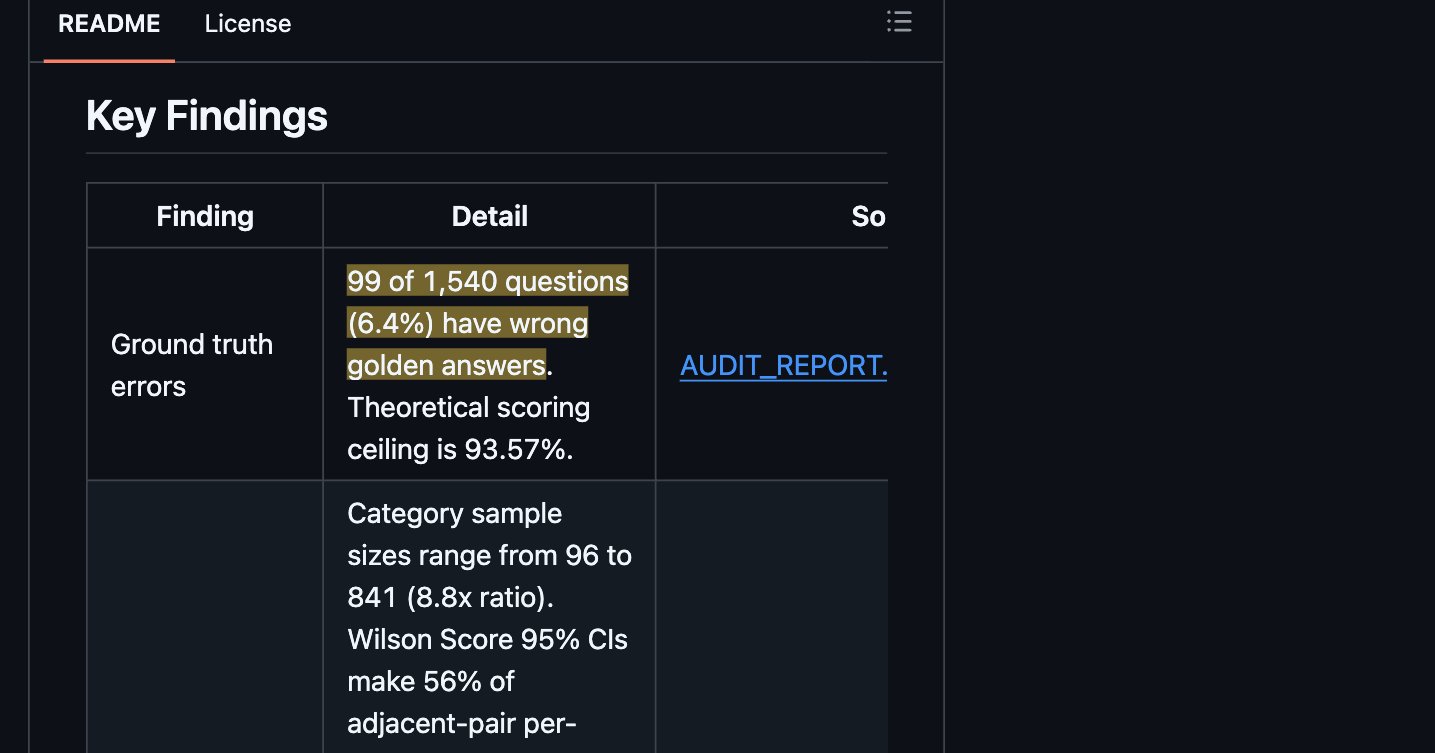 README License
Key Findings
Finding Detail So
Ground truth
errors
99 of 1,540 questions
(6.4%) have wrong
golden answers.
Theoretical scoring
ceiling is 93.57%.
AUDIT_REPORT.
Category sample
sizes range from 96 to
841 (8.8x ratio).
Wilson Score 95% CIs
make 56% of
adjacent-pair per-